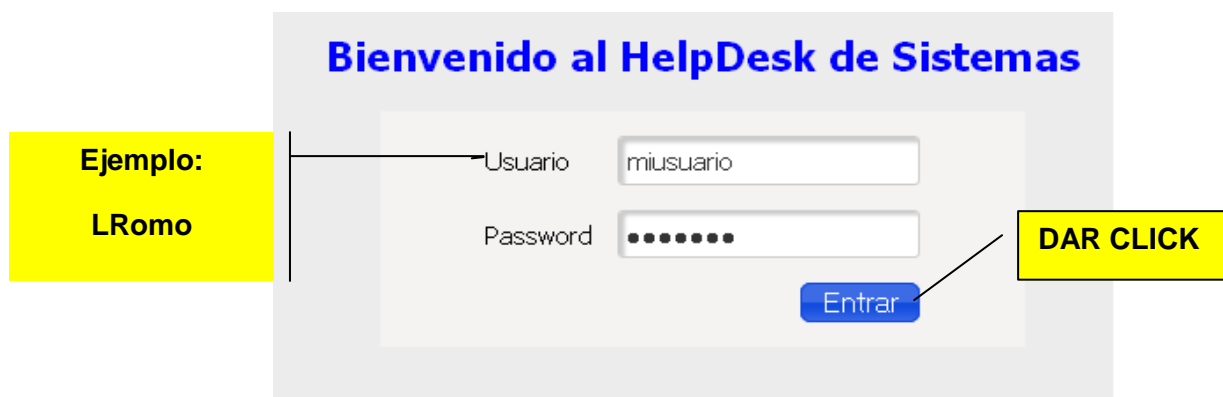 Bienvenido al HelpDesk de Sistemas
Ejemplo:
LRomo
Usuario miusuario
Password •••••••
DAR CLICK
Entrar